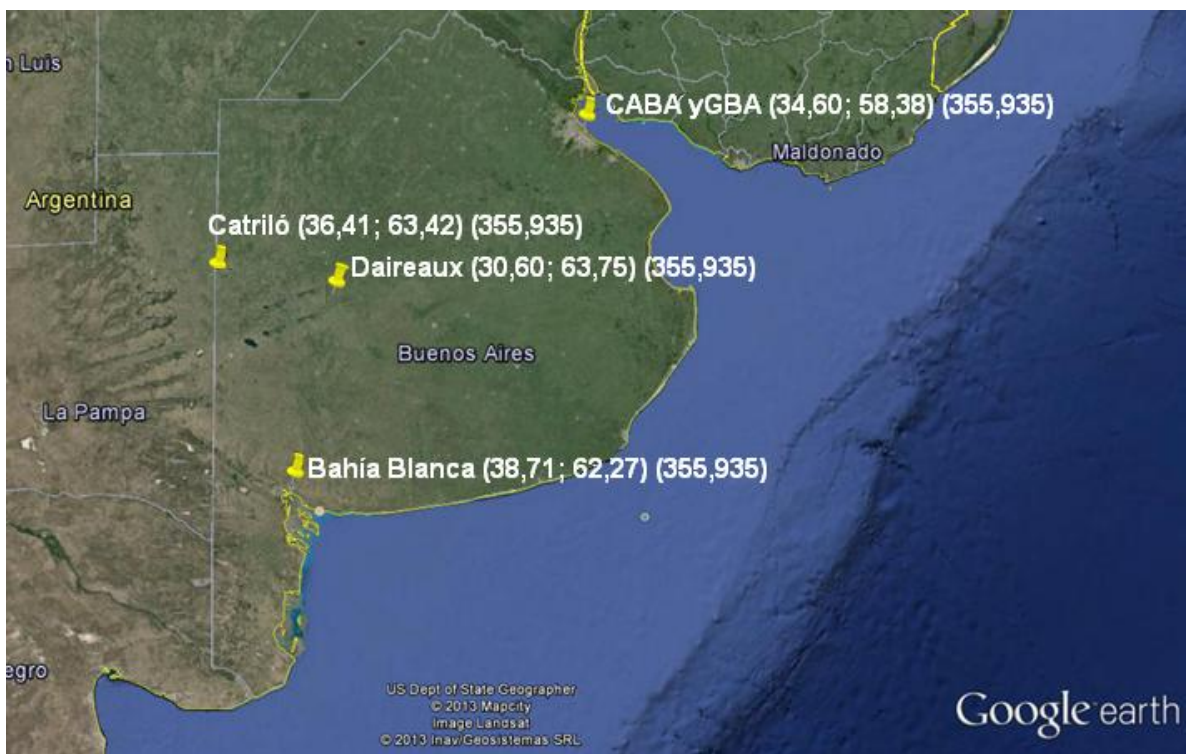 n Luis
CABA yGBA (34,60; 58,38) (355,935)
Maldonado
Argentina
Catriló (36,41; 63,42) (355,935)
Daireaux (30,60; 63,75) (355,935)
Buenos Aires
La Pampa
Bahía Blanca (38,71; 62,27) (355,935)
egro
US Dept of State Geographer
© 2013 Mapcity
Image Landsat
© 2013 Inav/Geosistemas SRL
Google earth